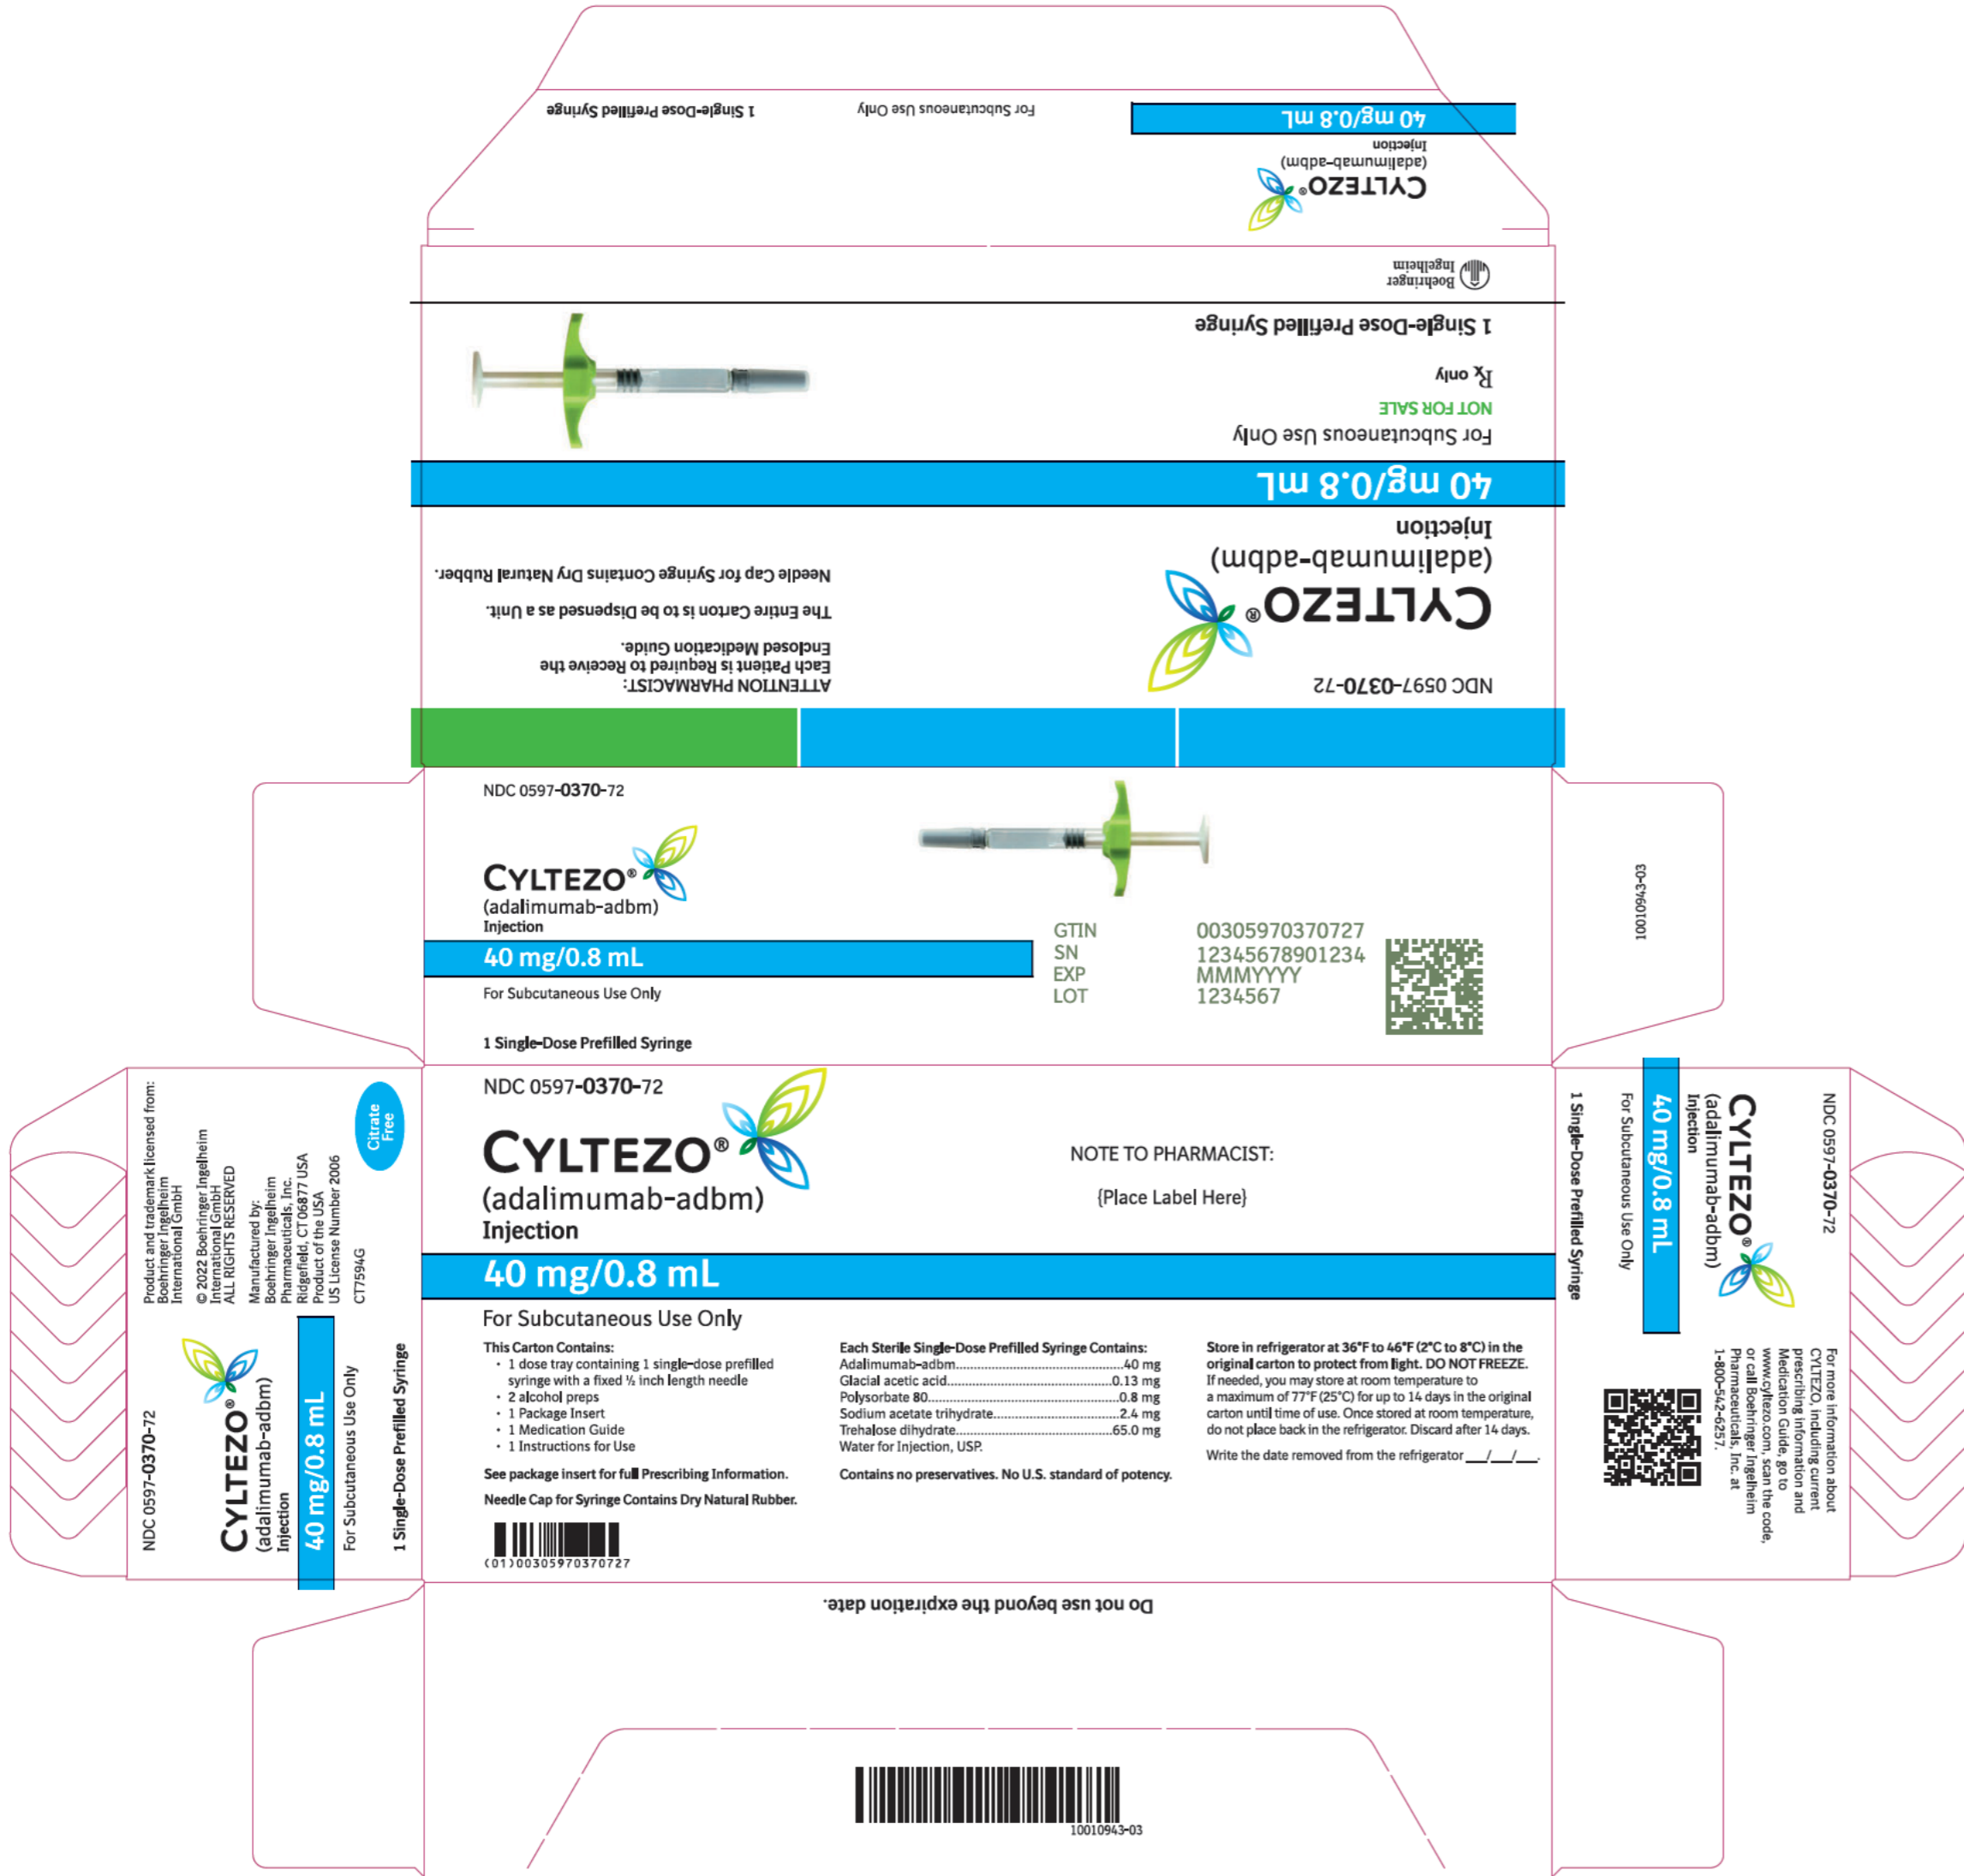 1 Single-Dose Prefilled Syringe
For Subcutaneous Use Only
40 mg/0.8 mL
Injection
(adalimumab-adbm)
CYLTEZO®
Boehringer
Ingelheim
1 Single-Dose Prefilled Syringe
Rx only
NOT FOR SALE
For Subcutaneous Use Only
40 mg/0.8 mL
Injection
(adalimumab-adbm)
CYLTEZO®
NDC 0597-0370-72
ATTENTION PHARMACIST:
Each Patient is Required to Receive the
Enclosed Medication Guide.
The Entire Carton is to be Dispensed as a Unit.
Needle Cap for Syringe Contains Dry Natural Rubber.
NDC 0597-0370-72
CYLTEZO®
(adalimumab-adbm)
Injection
40 mg/0.8 mL
For Subcutaneous Use Only
1 Single-Dose Prefilled Syringe
GTIN 00305970370727
SN 12345678901234
EXP MMMYYYY
LOT 1234567
10010943-03
Product and trademark licensed from:
Boehringer Ingelheim
International GmbH
© 2022 Boehringer Ingelheim
International GmbH
ALL RIGHTS RESERVED
Manufactured by:
Boehringer Ingelheim
Pharmaceuticals, Inc.
Ridgefield, CT 06877 USA
Product of the USA
US License Number 2006
CT7594G
Citrate
Free
NDC 0597-0370-72
CYLTEZO®
(adalimumab-adbm)
Injection
40 mg/0.8 mL
For Subcutaneous Use Only
1 Single-Dose Prefilled Syringe
NDC 0597-0370-72
CYLTEZO®
(adalimumab-adbm)
Injection
NOTE TO PHARMACIST:
{Place Label Here}
40 mg/0.8 mL
For Subcutaneous Use Only
This Carton Contains:
· 1 dose tray containing 1 single-dose prefilled
syringe with a fixed ½ inch length needle
· 2 alcohol preps
· 1 Package Insert
· 1 Medication Guide
· 1 Instructions for Use
See package insert for full Prescribing Information.
Needle Cap for Syringe Contains Dry Natural Rubber.
(01)00305970370727
Each Sterile Single-Dose Prefilled Syringe Contains:
Adalimumab-adbm....................40 mg
Glacial acetic acid....................0.13 mg
Polysorbate 80....................0.8 mg
Sodium acetate trihydrate....................2.4 mg
Trehalose dihydrate....................65.0 mg
Water for Injection, USP.
Contains no preservatives. No U.S. standard of potency.
Store in refrigerator at 36°F to 46°F (2°C to 8°C) in the
original carton to protect from light. DO NOT FREEZE.
If needed, you may store at room temperature to
a maximum of 77°F (25°C) for up to 14 days in the original
carton until time of use. Once stored at room temperature,
do not place back in the refrigerator. Discard after 14 days.
Write the date removed from the refrigerator ___/___/___.
NDC 0597-0370-72
CYLTEZO®
(adalimumab-adbm)
Injection
40 mg/0.8 mL
For Subcutaneous Use Only
1 Single-Dose Prefilled Syringe
For more information about
CYLTEZO, including current
prescribing information and
Medication Guide, go to
www.cyltezo.com, scan the code,
or call Boehringer Ingelheim
Pharmaceuticals, Inc. at
1-800-542-6257.
Do not use beyond the expiration date.
10010943-03